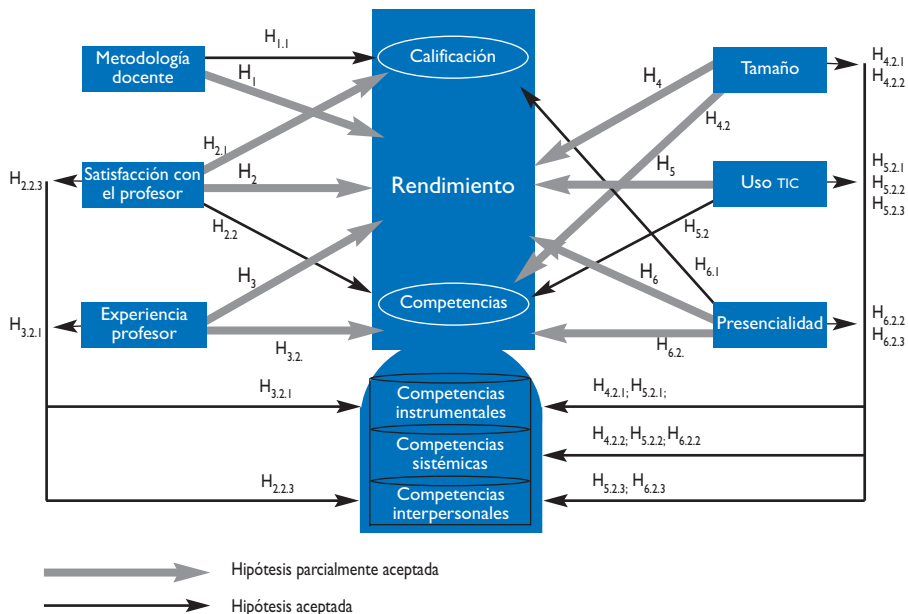 H1.1
Metodología
docente
H1
Calificación
Tamaño
H4.2.1
H4.2.2
H4
H4.2
H2.1
Satisfacción con
el profesor
H2
H2.2.3
H2.2
Rendimiento
H5
Uso TIC
H5.2.1
H5.2.2
H5.2.3
H5.2
H6.1
H3
Experiencia
profesor
H3.2.1
H3.2.
Competencias
H6
Presencialidad
H6.2.2
H6.2.3
H6.2.
H3.2.1
Competencias
instrumentales
H4.2.1; H5.2.1;
Competencias
sistémicas
H4.2.2; H5.2.2; H6.2.2
H2.2.3
Competencias
interpersonales
H5.2.3; H6.2.3
Hipótesis parcialmente aceptada
Hipótesis aceptada